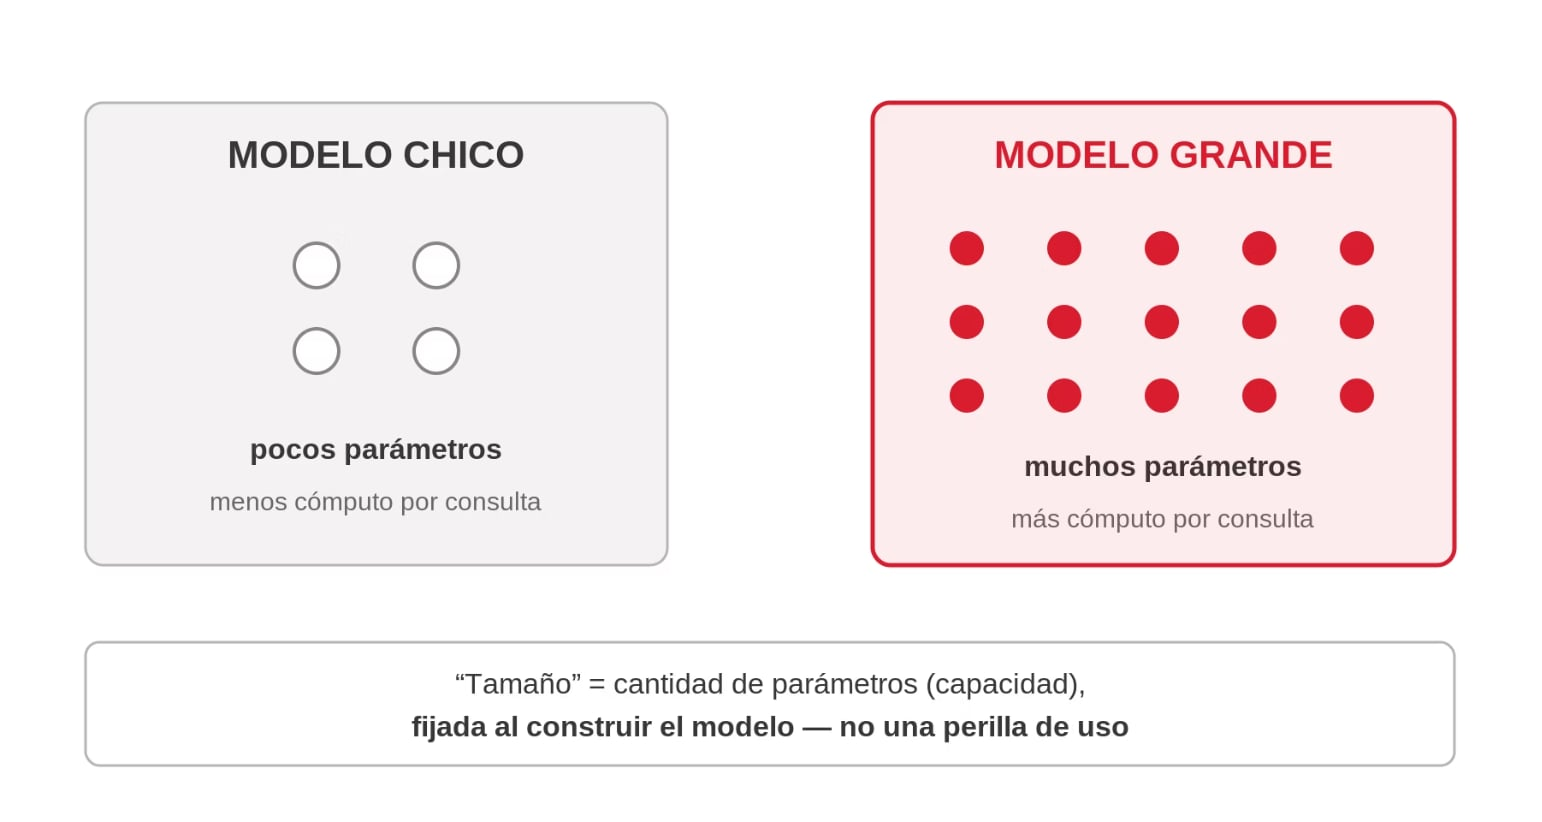 MODELO CHICO
pocos parámetros
menos cómputo por consulta
MODELO GRANDE
muchos parámetros
más cómputo por consulta
“Tamaño” = cantidad de parámetros (capacidad),
fijada al construir el modelo — no una perilla de uso